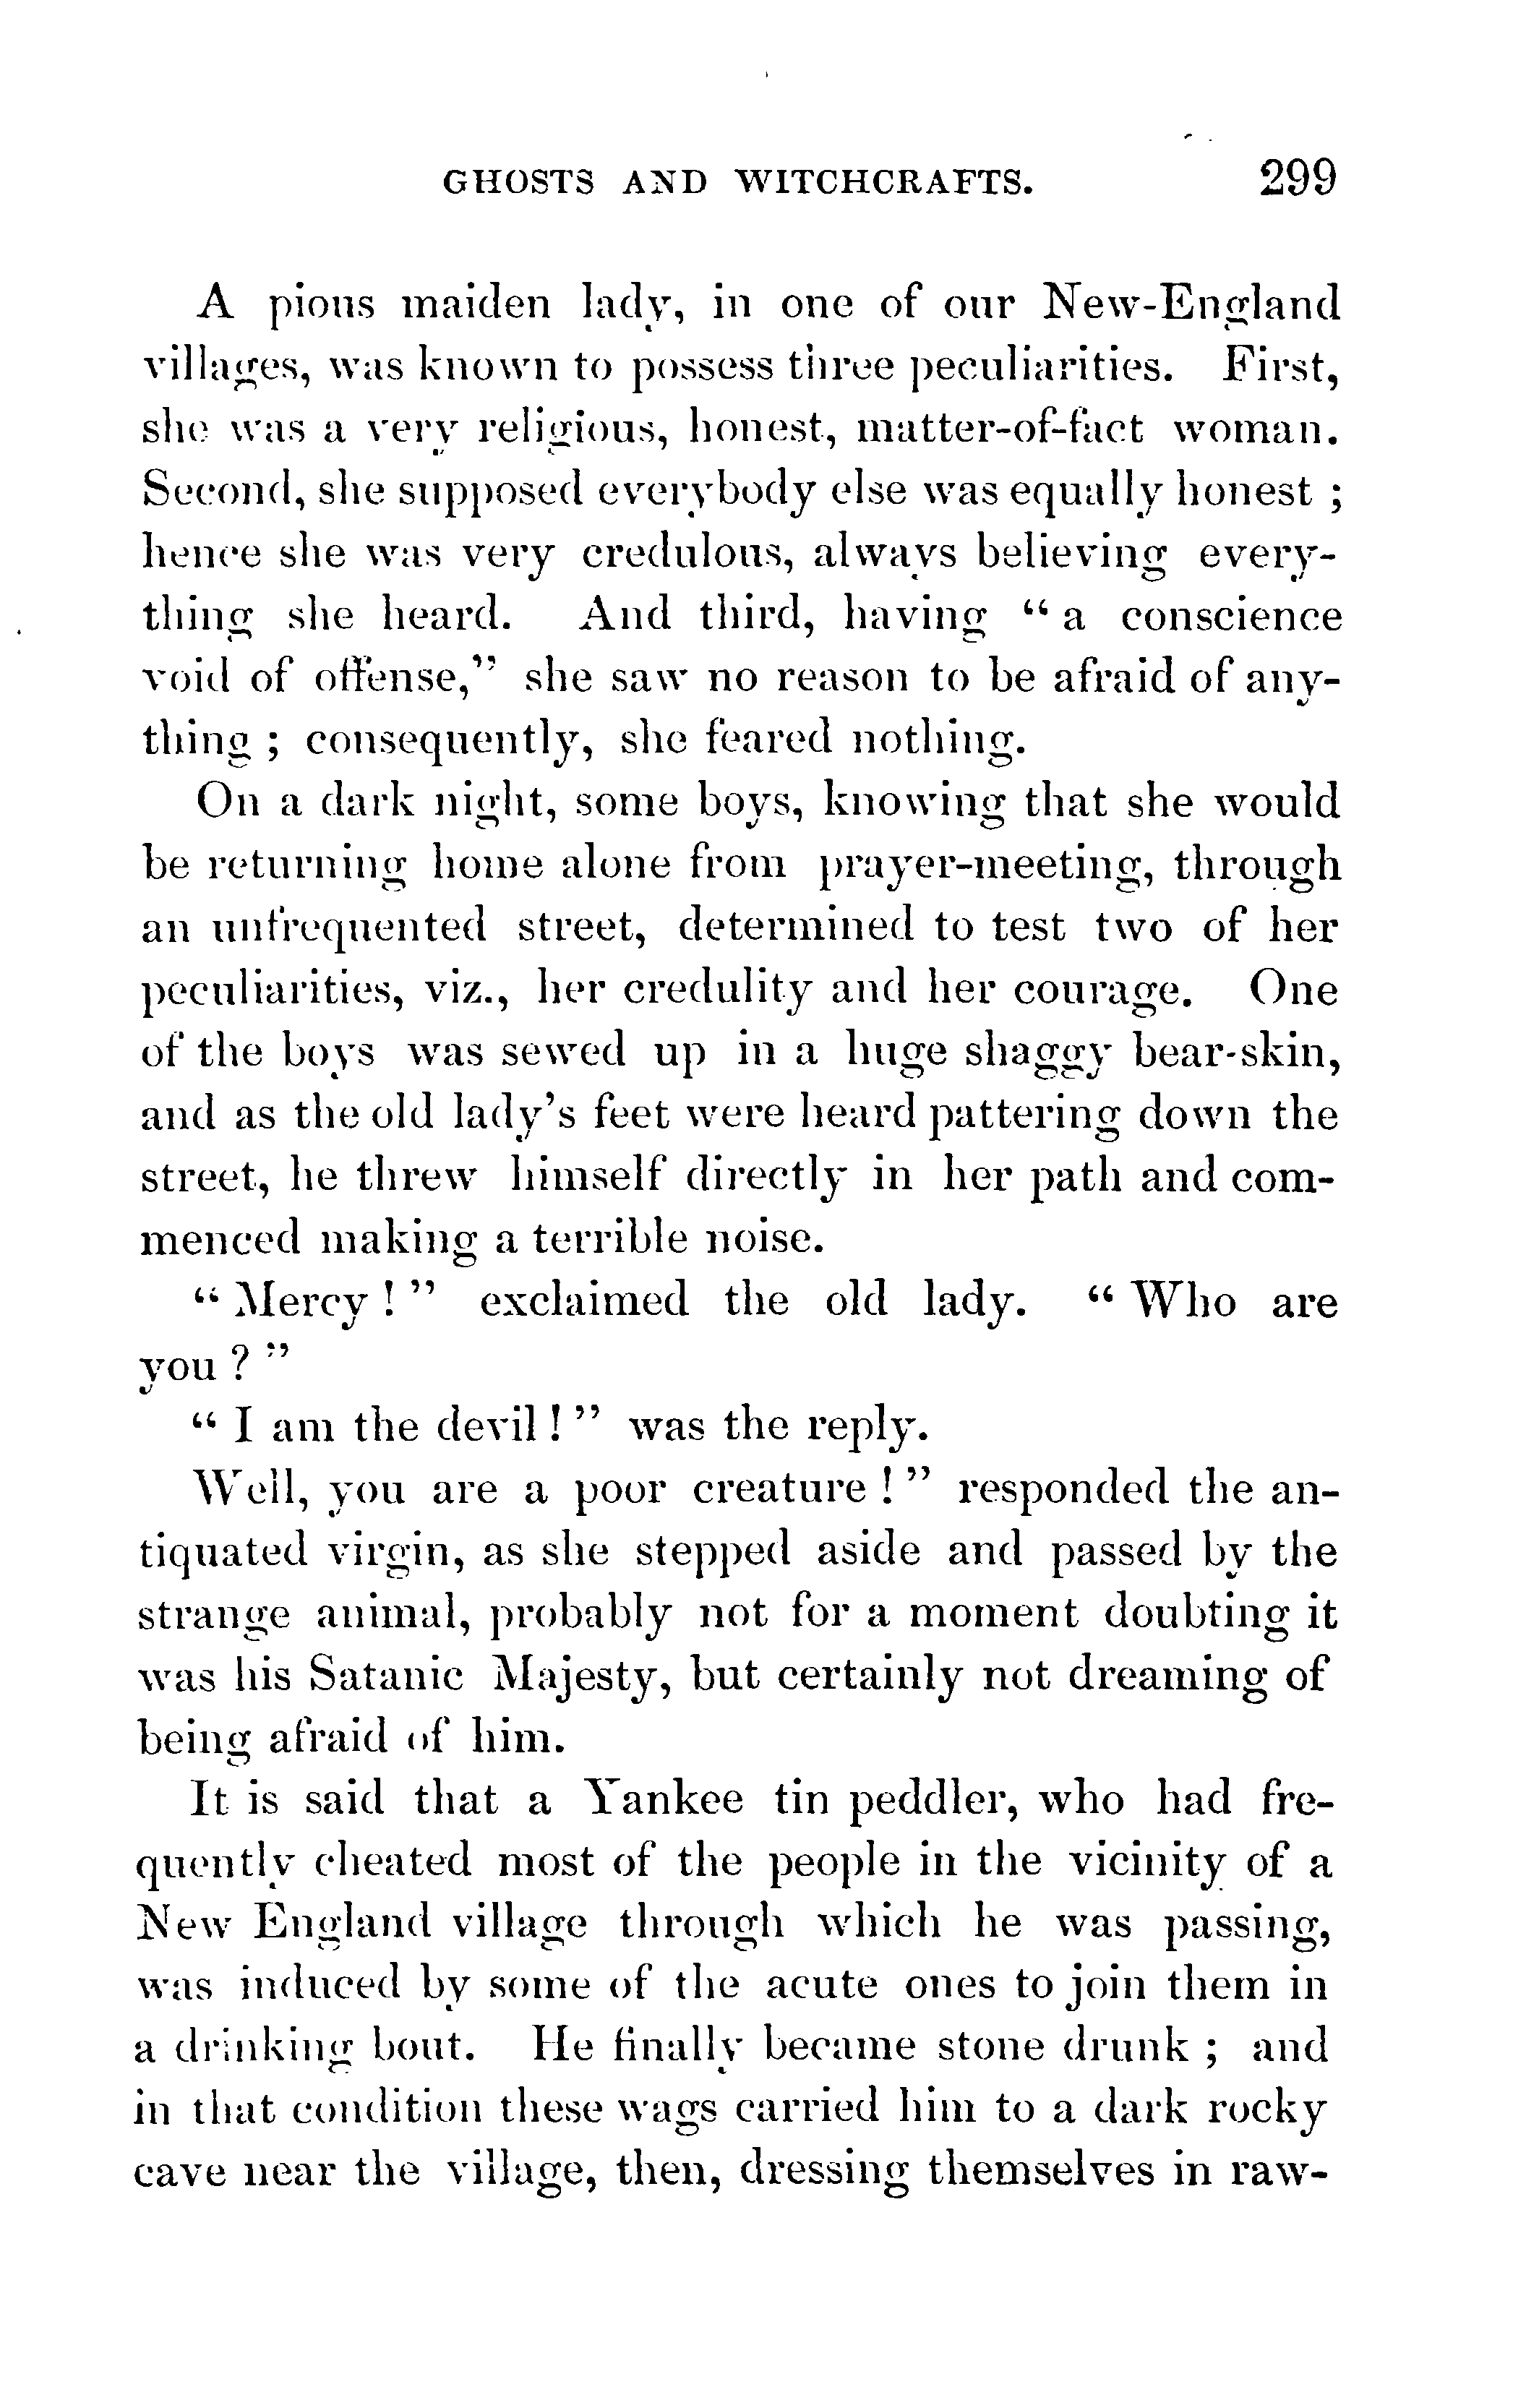 GHOSTS AND WITCHCRAFTS. 299
A pious maiden lady, in one of our New-England
villages, was known to possess three peculiarities. First,
she was a very religious, honest, matter-of-fact woman.
Second, she supposed everybody else was equally honest ;
hence she was very credulous, always believing every-
thing she heard. And third, having “ a conscience
void of offense,” she saw no reason to be afraid of any-
thing ; consequently, she feared nothing.
On a dark night, some boys, knowing that she would
be returning home alone from prayer-meeting, through
an unfrequented street, determined to test two of her
peculiarities, viz., her credulity and her courage. One
of the boys was sewed up in a huge shaggy bear-skin,
and as the old lady’s feet were heard pattering down the
street, he threw himself directly in her path and com-
menced making a terrible noise.
“ Mercy ! ” exclaimed the old lady. “ Who are
you ? ”
“ I am the devil ! ” was the reply.
Well, you are a poor creature ! ” responded the an-
tiquated virgin, as she stepped aside and passed by the
strange animal, probably not for a moment doubting it
was his Satanic Majesty, but certainly not dreaming of
being afraid of him.
It is said that a Yankee tin peddler, who had fre-
quently cheated most of the people in the vicinity of a
New England village through which he was passing,
was induced by some of the acute ones to join them in
a drinking bout. He finally became stone drunk ; and
in that condition these wags carried him to a dark rocky
cave near the village, then, dressing themselves in raw-